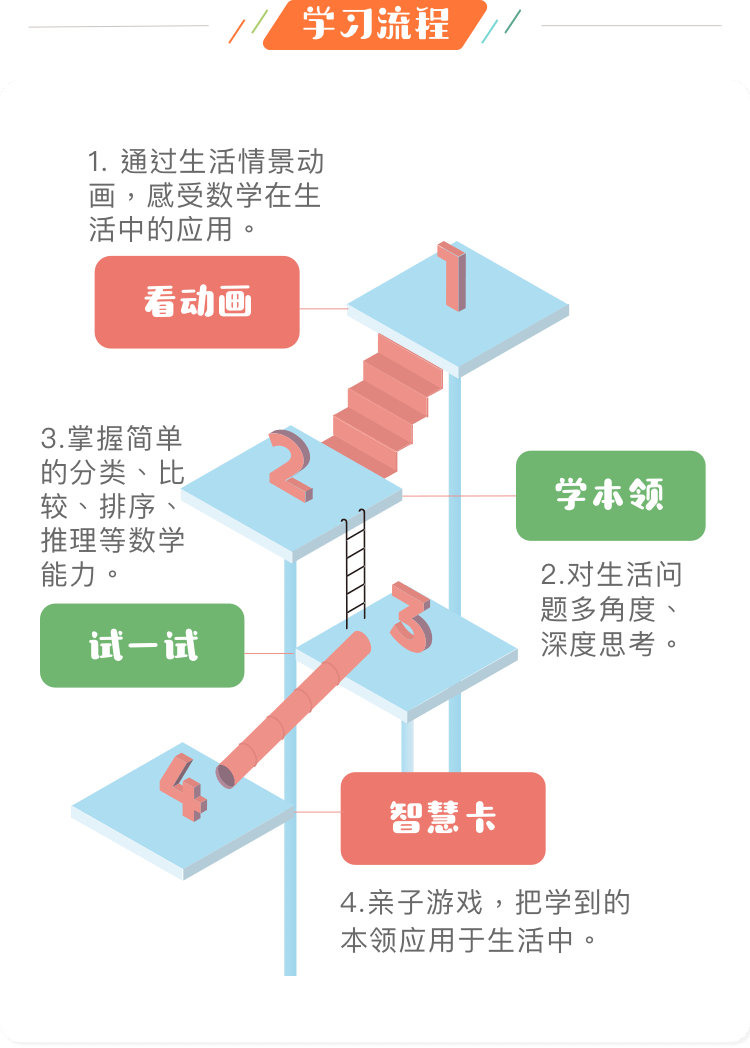 学习流程
1. 通过生活情景动
画，感受数学在生
活中的应用。
看动画
1
2
学本领
2.对生活问
题多角度、
深度思考。
3.掌握简单
的分类、比
较、排序、
推理等数学
能力。
试一试
3
4
智慧卡
4.亲子游戏，把学到的
本领应用于生活中。